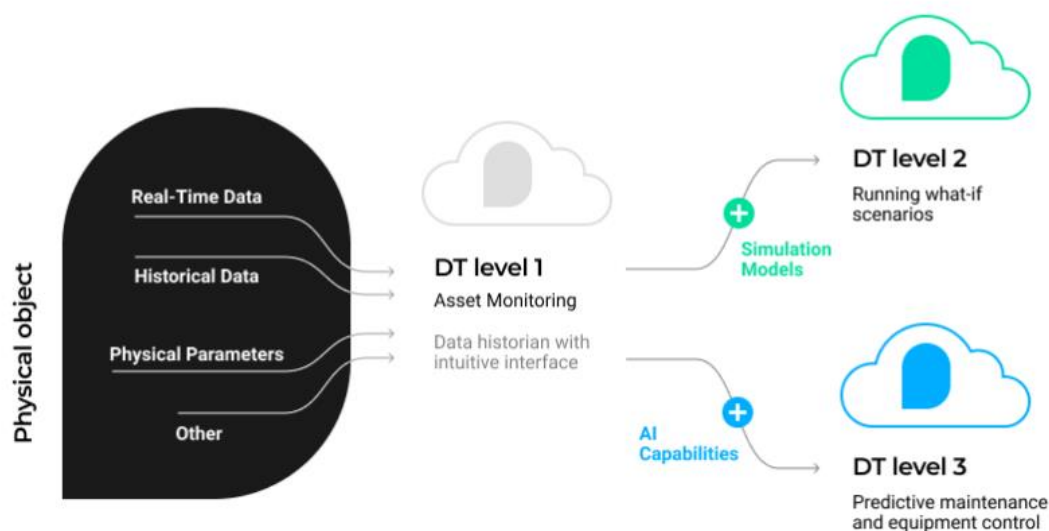 Physical object
Real-Time Data
Historical Data
Physical Parameters
Other
DT level 1
Asset Monitoring
Data historian with
intuitive interface
Simulation
Models
AI
Capabilities
DT level 2
Running what-if
scenarios
DT level 3
Predictive maintenance
and equipment control